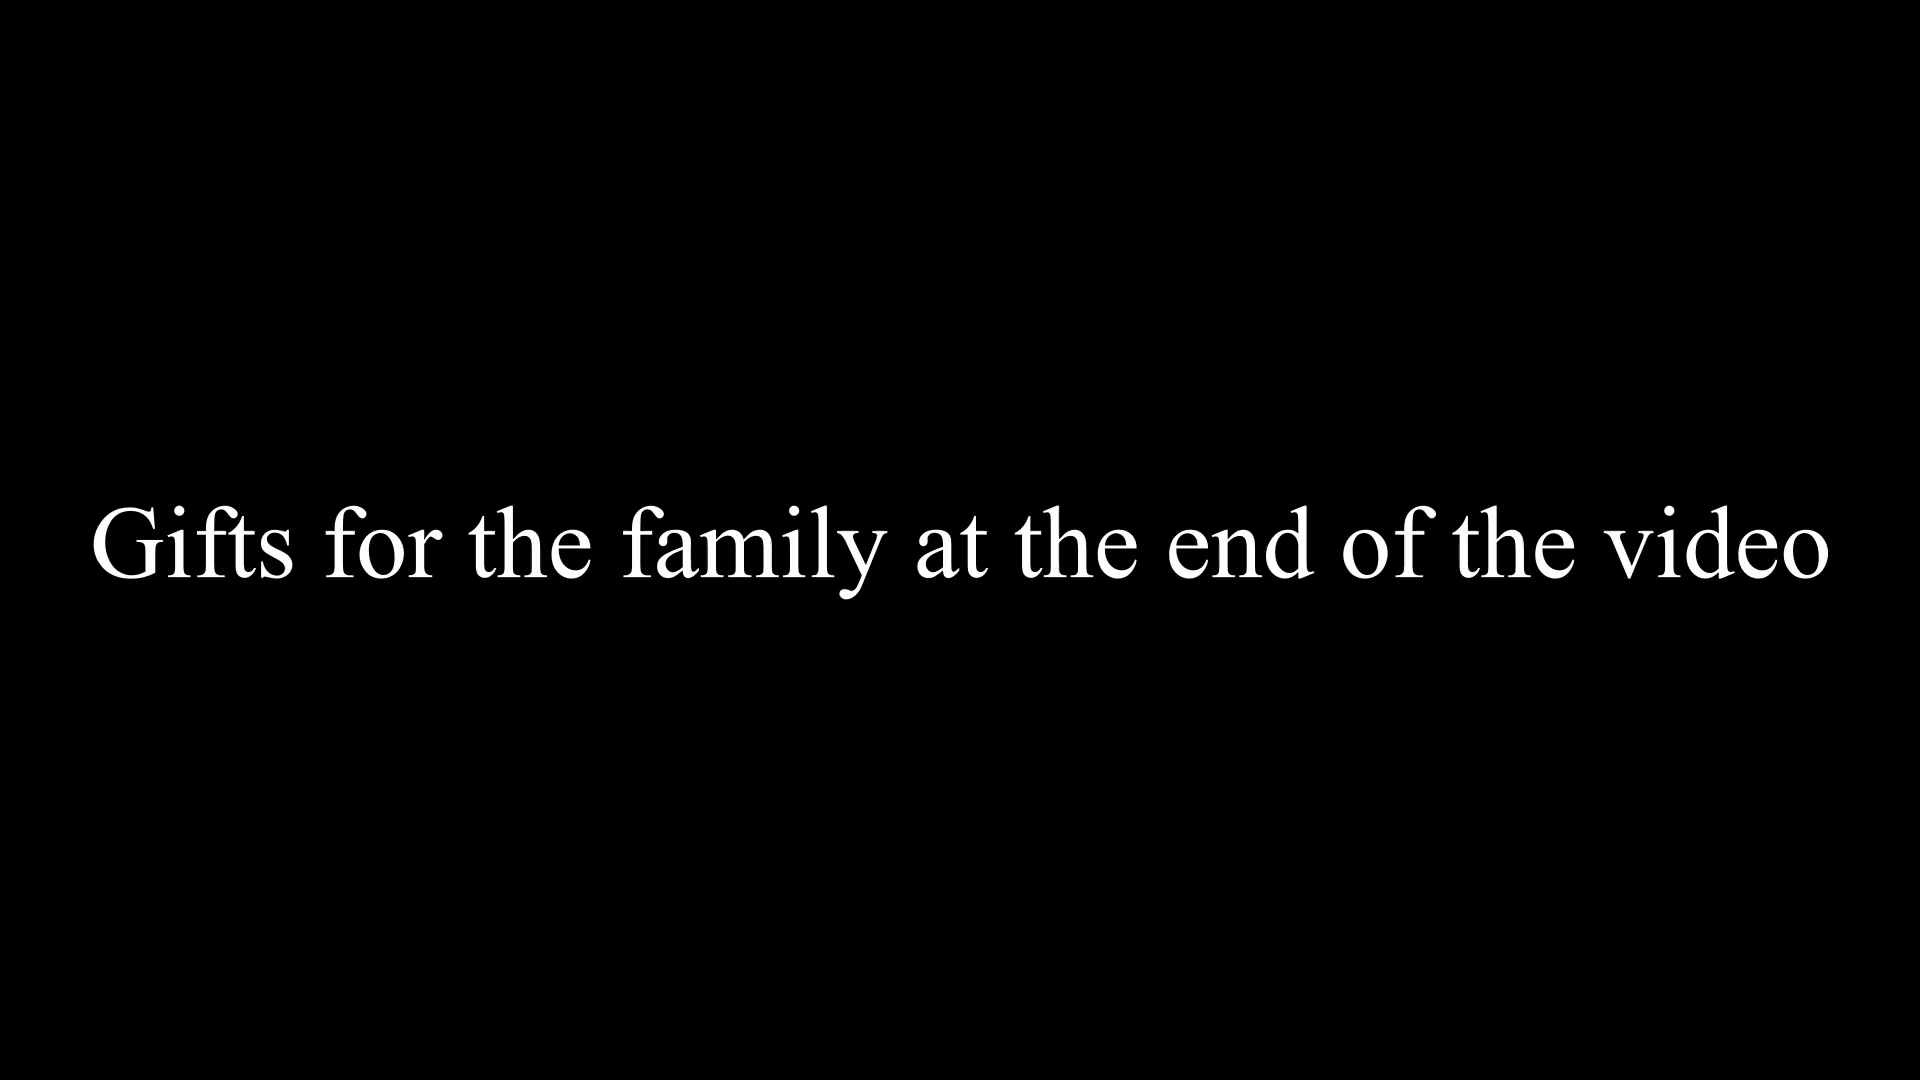 Gifts for the family at the end of the video